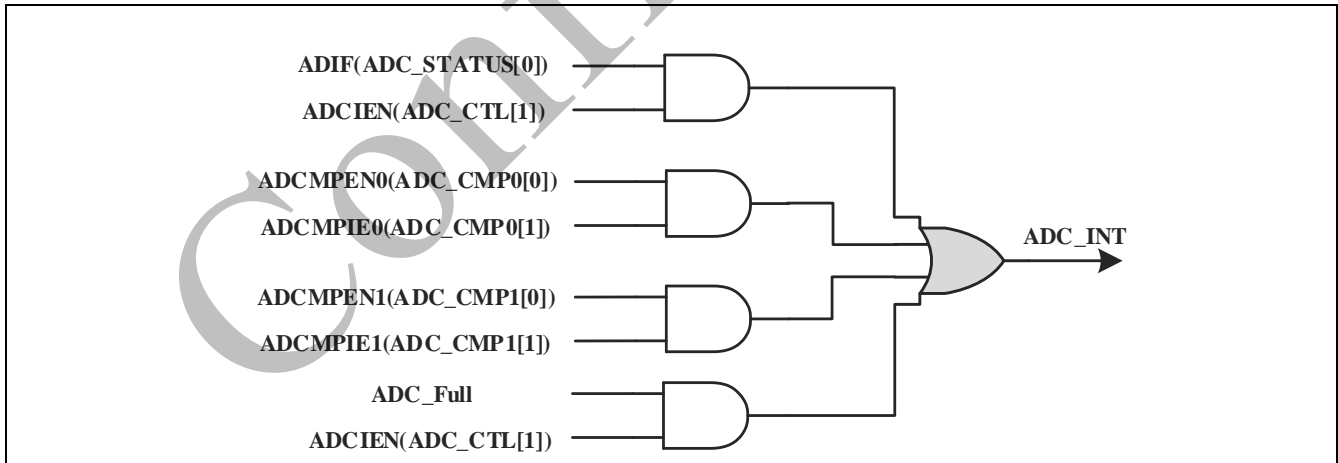 ADIF(ADC_STATUS[0])
ADCIEN(ADC_CTL[1])
ADCMPEN0(ADC_CMP0[0])
ADCMPIE0(ADC_CMP0[1])
ADCMPEN1(ADC_CMP1[0])
ADCMPIE1(ADC_CMP1[1])
ADC_Full
ADCIEN(ADC_CTL[1])
ADC_INT